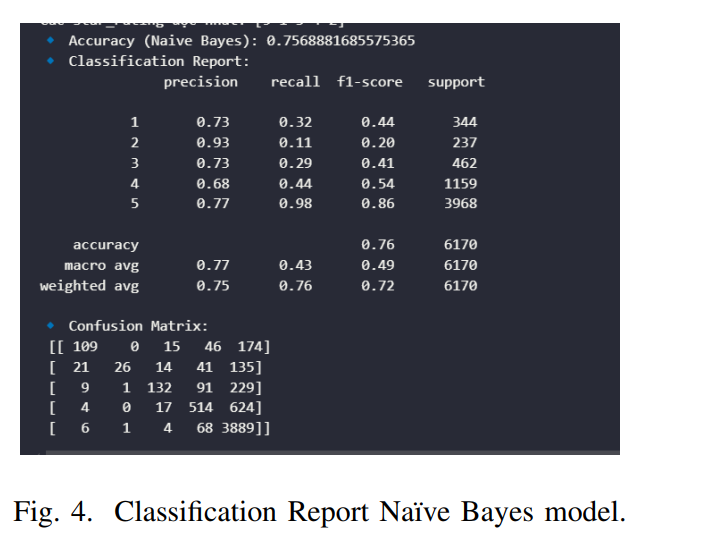 Accuracy (Naive Bayes): 0.7568881685575365
Classification Report:
precision recall f1-score support
1 0.73 0.32 0.44 344
2 0.93 0.11 0.20 237
3 0.73 0.29 0.41 462
4 0.68 0.44 0.54 1159
5 0.77 0.98 0.86 3968
accuracy 0.76 6170
macro avg 0.77 0.43 0.49 6170
weighted avg 0.75 0.76 0.72 6170
Confusion Matrix:
[[ 109 0 15 46 174]
[ 21 26 14 41 135]
[ 9 1 132 91 229]
[ 4 0 17 514 624]
[ 6 1 4 68 3889]]
Fig. 4. Classification Report Naïve Bayes model.